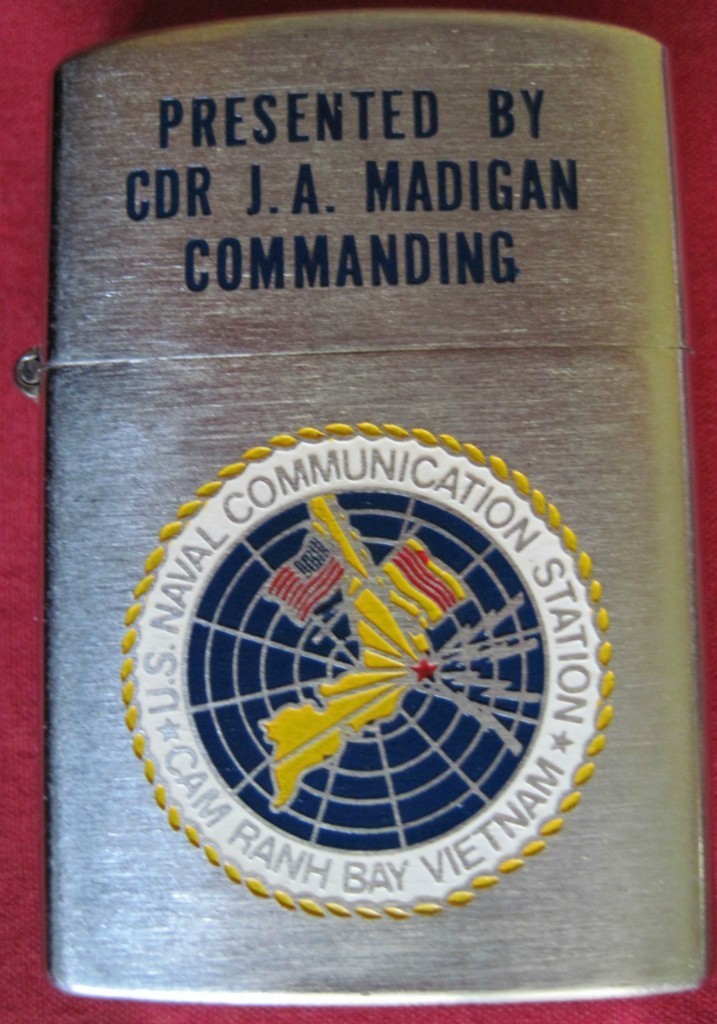 PRESENTED BY
CDR J.A. MADIGAN
COMMANDING
U.S. NAVAL COMMUNICATION STATION
CAM RANH BAY VIETNAM